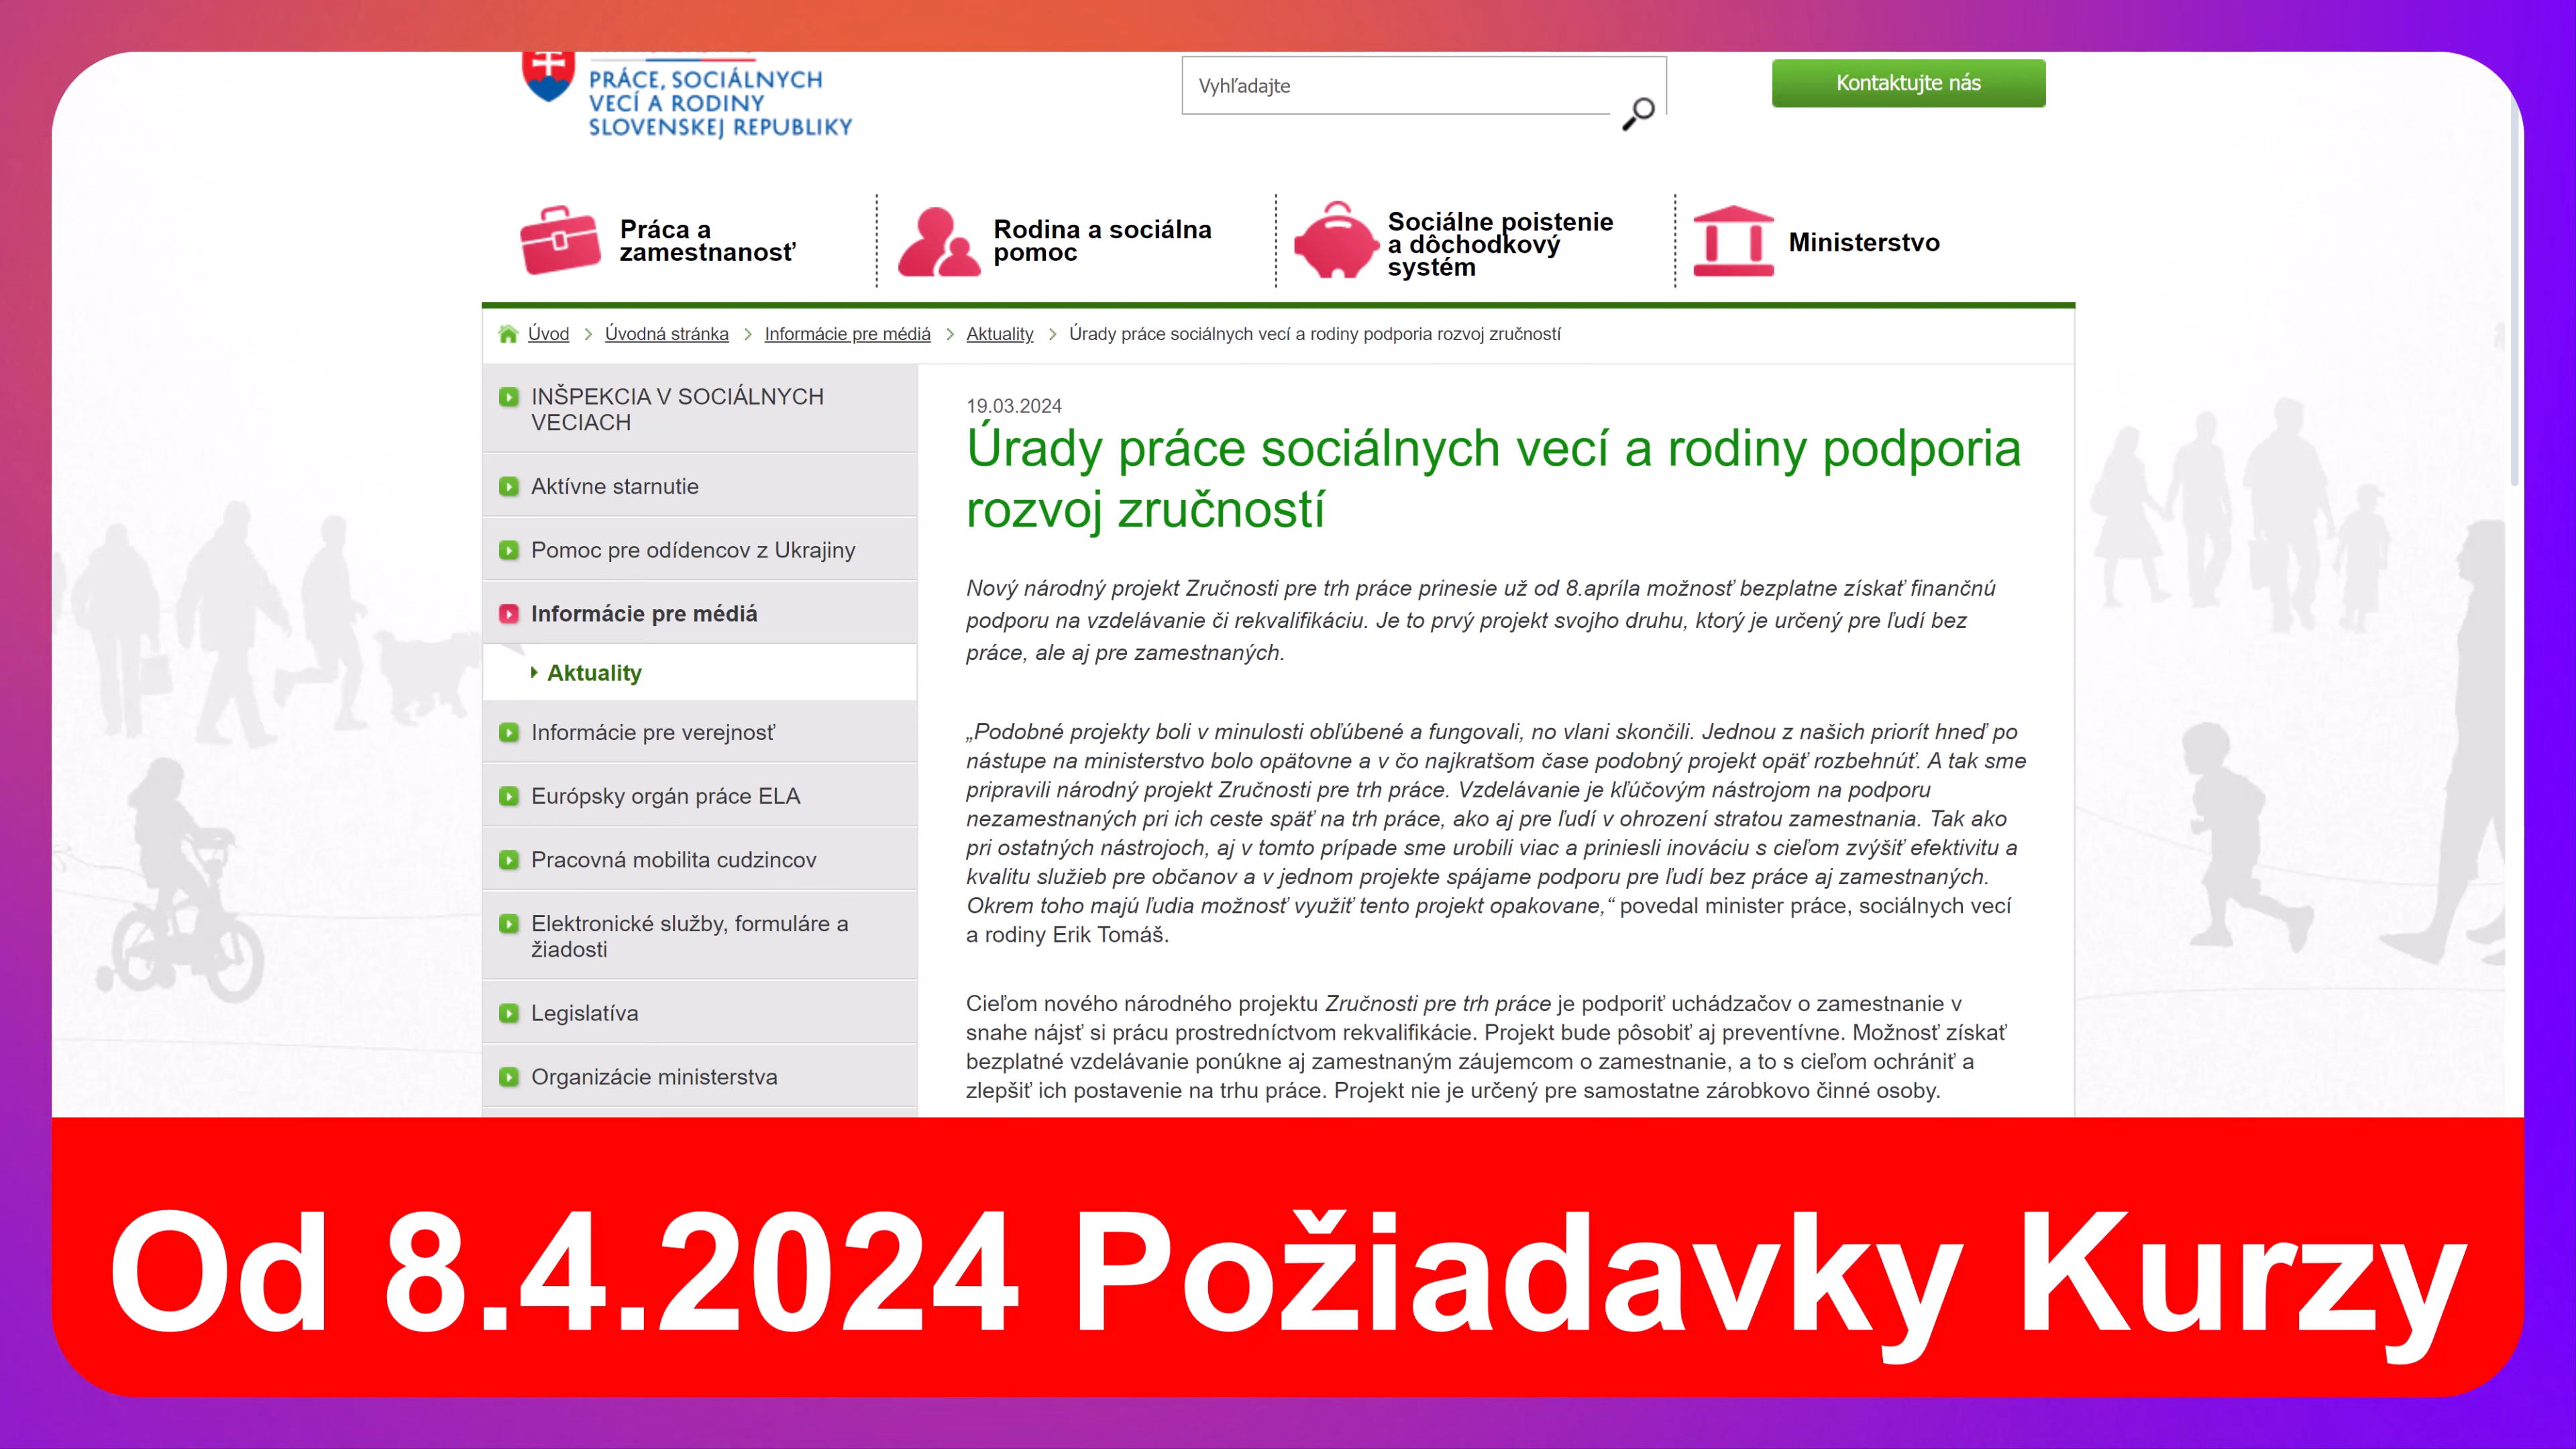 PRÁCE, SOCIÁLNYCH
VECÍ A RODINY
SLOVENSKEJ REPUBLIKY
Vyhľadajte
Kontaktujte nás
Práca a
zamestnanosť
Rodina a sociálna
pomoc
Sociálne poistenie
a dôchodkový
systém
Ministerstvo
Úvod
Úvodná stránka
Informácie pre médiá
Aktuality
Úrady práce sociálnych vecí a rodiny podporia rozvoj zručností
INŠPEKCIA V SOCIÁLNYCH
VECIACH
Aktívne starnutie
Pomoc pre odídencov z Ukrajiny
Informácie pre médiá
Aktuality
Informácie pre verejnosť
Európsky orgán práce ELA
Pracovná mobilita cudzincov
Elektronické služby, formuláre a
žiadosti
Legislatíva
Organizácie ministerstva
19.03.2024
Úrady práce sociálnych vecí a rodiny podporia
rozvoj zručností
Nový národný projekt Zručnosti pre trh práce prinesie už od 8.apríla možnosť bezplatne získať finančnú
podporu na vzdelávanie či rekvalifikáciu. Je to prvý projekt svojho druhu, ktorý je určený pre ľudí bez
práce, ale aj pre zamestnaných.
„Podobné projekty boli v minulosti obľúbené a fungovali, no vlani skončili. Jednou z našich priorít hneď po
nástupe na ministerstvo bolo opätovne a v čo najkratšom čase podobný projekt opäť rozbehnúť. A tak sme
pripravili národný projekt Zručnosti pre trh práce. Vzdelávanie je kľúčovým nástrojom na podporu
nezamestnaných pri ich ceste späť na trh práce, ako aj pre ľudí v ohrození stratou zamestnania. Tak ako
pri ostatných nástrojoch, aj v tomto prípade sme urobili viac a priniesli inováciu s cieľom zvýšiť efektivitu a
kvalitu služieb pre občanov a v jednom projekte spájame podporu pre ľudí bez práce aj zamestnaných.
Okrem toho majú ľudia možnosť využiť tento projekt opakovane,“ povedal minister práce, sociálnych vecí
a rodiny Erik Tomáš.
Cieľom nového národného projektu Zručnosti pre trh práce je podporiť uchádzačov o zamestnanie v
snahe nájsť si prácu prostredníctvom rekvalifikácie. Projekt bude pôsobiť aj preventívne. Možnosť získať
bezplatné vzdelávanie ponúkne aj zamestnaným záujemcom o zamestnanie, a to s cieľom ochrániť a
zlepšiť ich postavenie na trhu práce. Projekt nie je určený pre samostatne zárobkovo činné osoby.
Od 8.4.2024 Požiadavky Kurzy